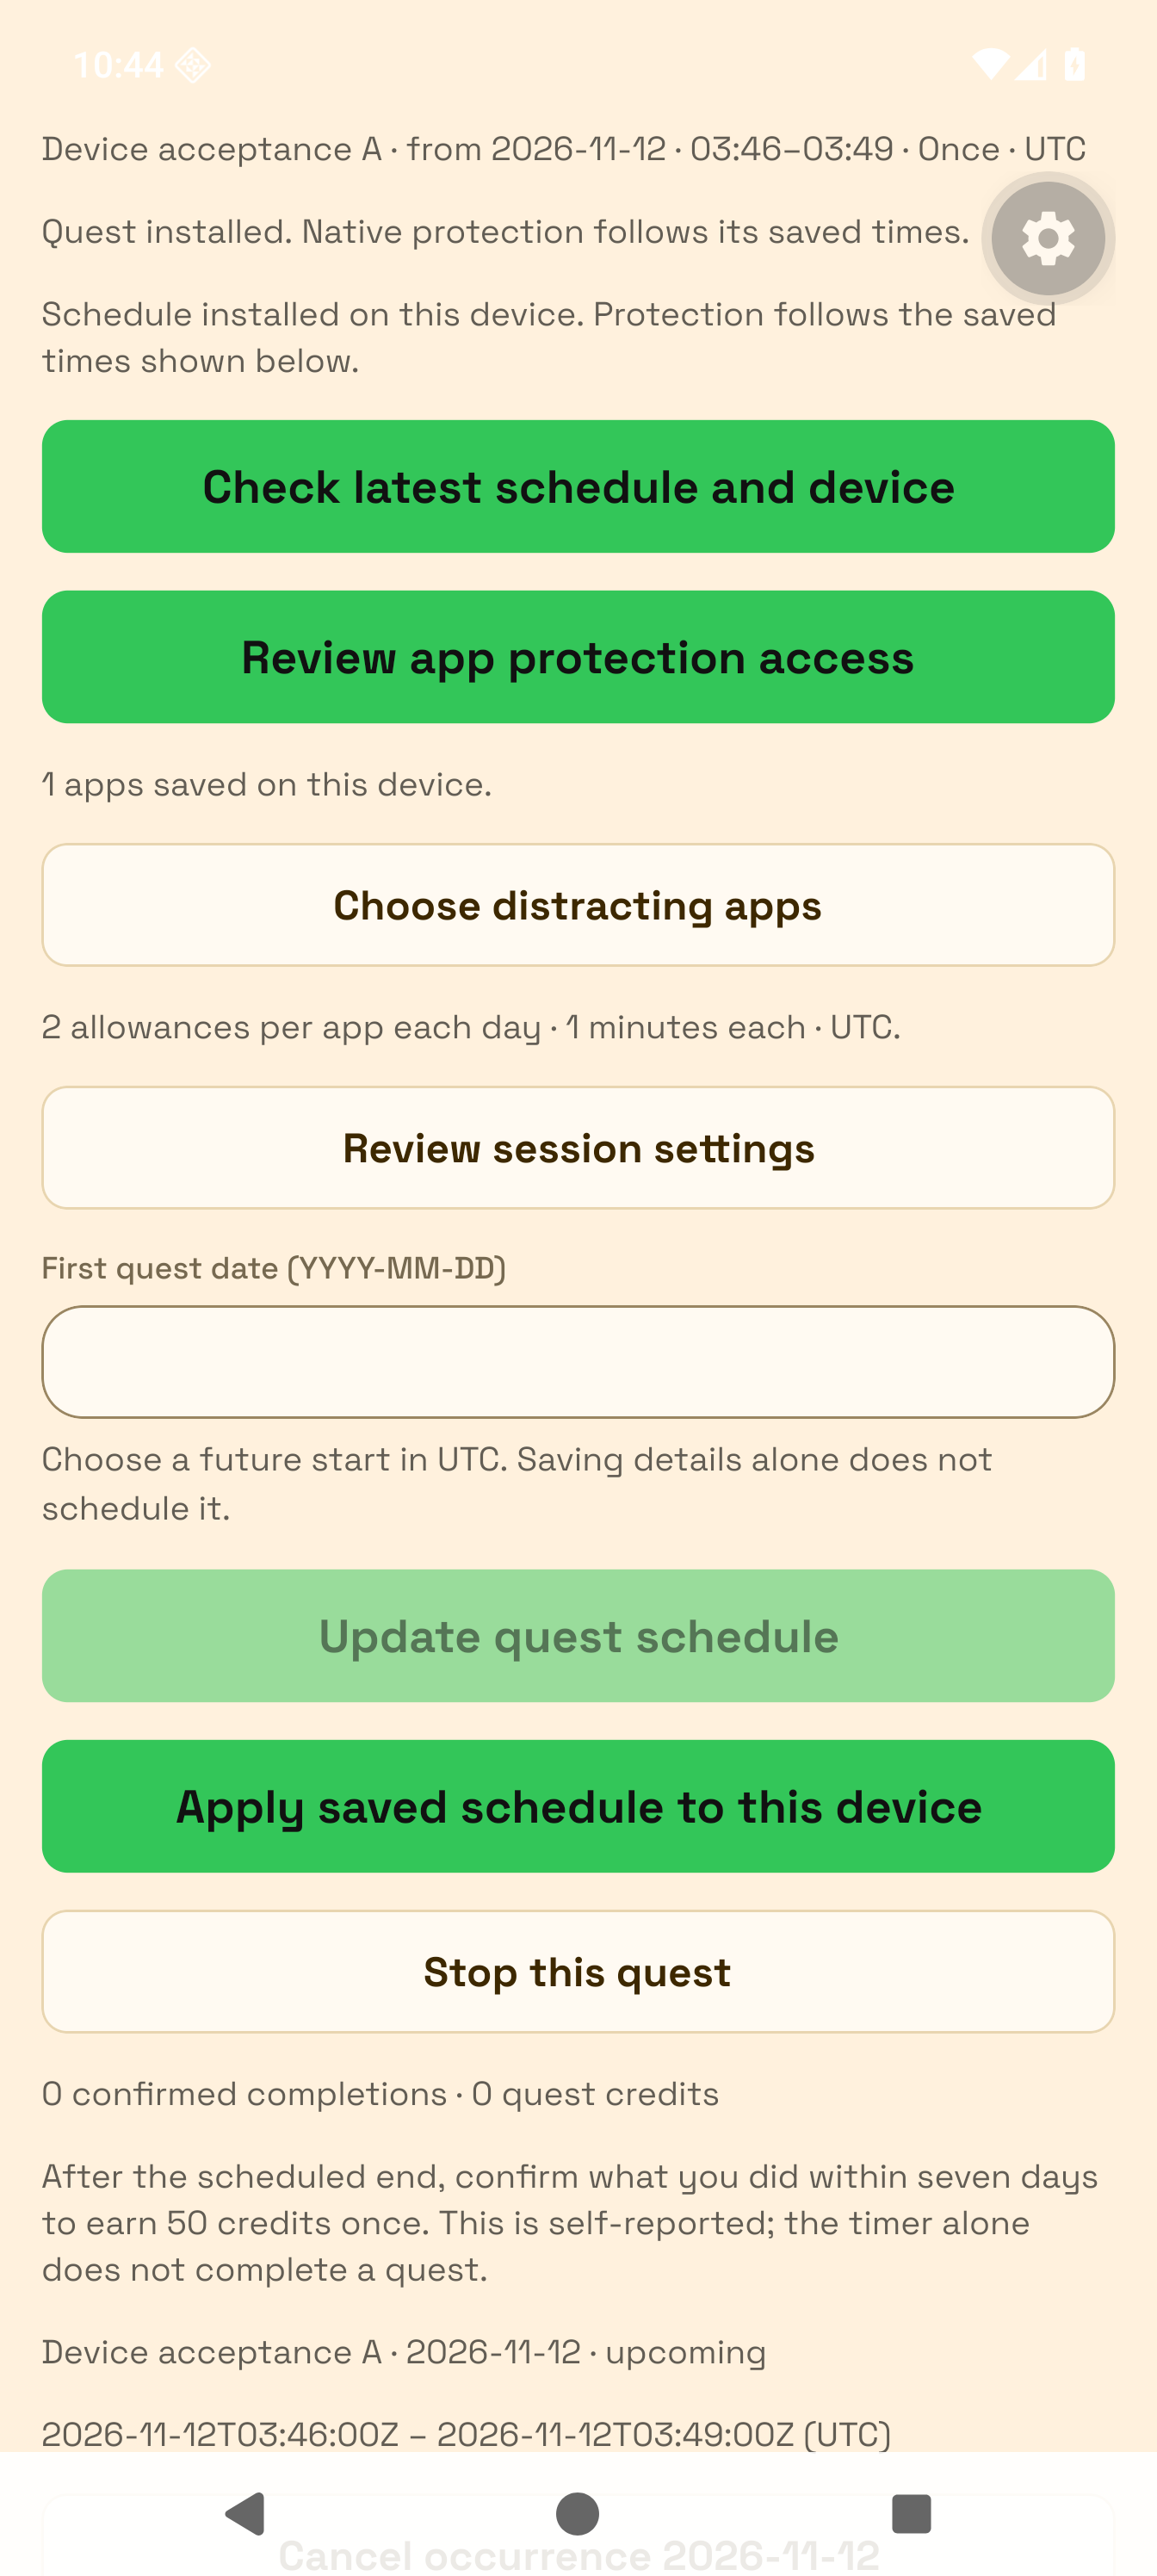 10:44
Device acceptance A · from 2026-11-12 · 03:46–03:49 · Once · UTC
Quest installed. Native protection follows its saved times.
Schedule installed on this device. Protection follows the saved
times shown below.
Check latest schedule and device
Review app protection access
1 apps saved on this device.
Choose distracting apps
2 allowances per app each day · 1 minutes each · UTC.
Review session settings
First quest date (YYYY-MM-DD)
Choose a future start in UTC. Saving details alone does not
schedule it.
Update quest schedule
Apply saved schedule to this device
Stop this quest
0 confirmed completions · 0 quest credits
After the scheduled end, confirm what you did within seven days
to earn 50 credits once. This is self-reported; the timer alone
does not complete a quest.
Device acceptance A · 2026-11-12 · upcoming
2026-11-12T03:46:00Z – 2026-11-12T03:49:00Z (UTC)
Cancel occurrence 2026-11-12